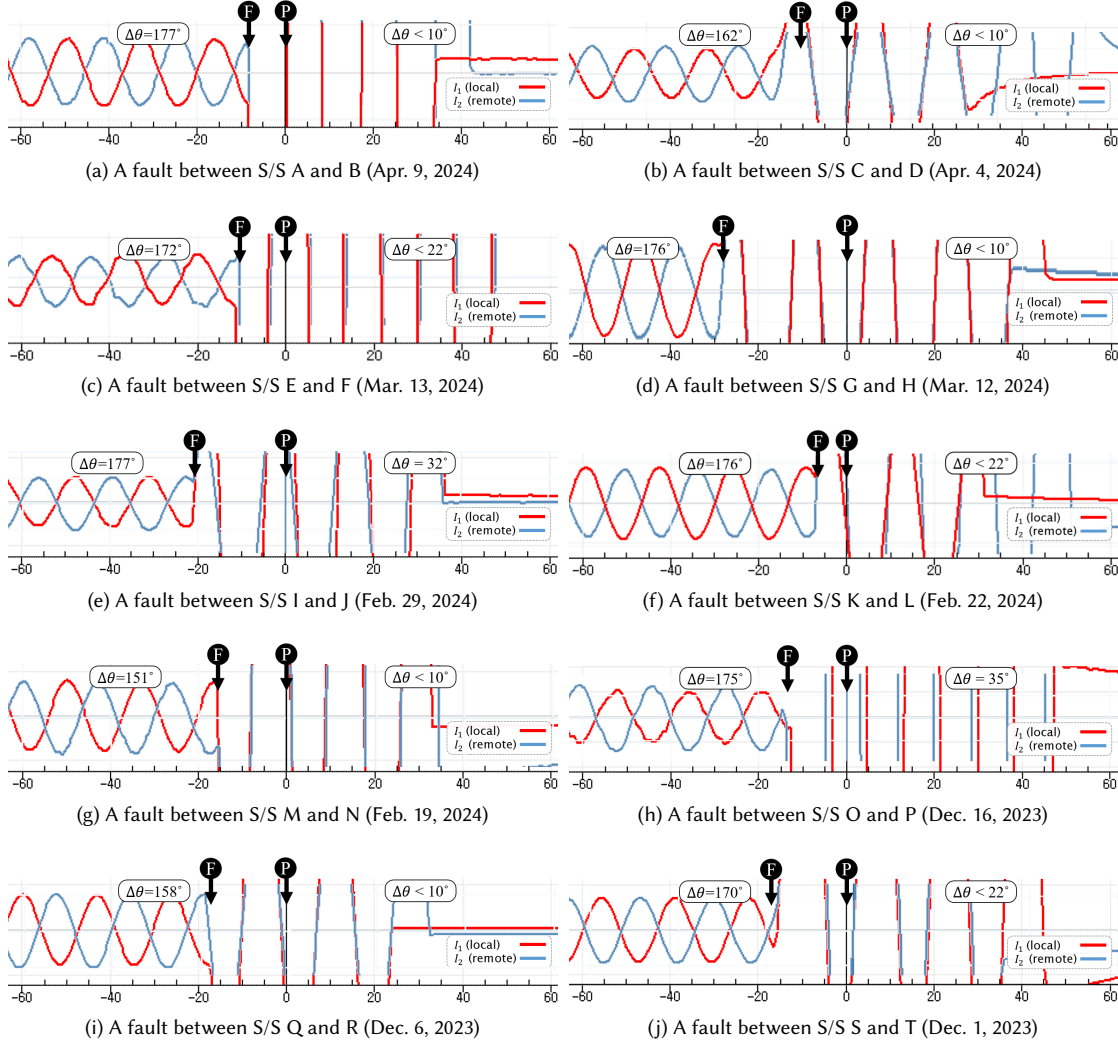 F P F P
Δθ=177° Δθ < 10° Δθ=162° Δθ < 10°
I₁ (local) I₁ (local)
I₂ (remote) I₂ (remote)
-60 -40 -20 0 20 40 60 -60 -40 -20 0 20 40 60
(a) A fault between S/S A and B (Apr. 9, 2024) (b) A fault between S/S C and D (Apr. 4, 2024)
F P F P
Δθ=172° Δθ < 22° Δθ=176° Δθ < 10°
I₁ (local) I₁ (local)
I₂ (remote) I₂ (remote)
-60 -40 -20 0 20 40 60 -60 -40 -20 0 20 40 60
(c) A fault between S/S E and F (Mar. 13, 2024) (d) A fault between S/S G and H (Mar. 12, 2024)
F P F P
Δθ=177° Δθ = 32° Δθ=176° Δθ < 22°
I₁ (local) I₁ (local)
I₂ (remote) I₂ (remote)
-60 -40 -20 0 20 40 60 -60 -40 -20 0 20 40 60
(e) A fault between S/S I and J (Feb. 29, 2024) (f) A fault between S/S K and L (Feb. 22, 2024)
F P F P
Δθ=151° Δθ < 10° Δθ=175° Δθ = 35°
I₁ (local) I₁ (local)
I₂ (remote) I₂ (remote)
-60 -40 -20 0 20 40 60 -60 -40 -20 0 20 40 60
(g) A fault between S/S M and N (Feb. 19, 2024) (h) A fault between S/S O and P (Dec. 16, 2023)
F P F P
Δθ=158° Δθ < 10° Δθ=170° Δθ < 22°
I₁ (local) I₁ (local)
I₂ (remote) I₂ (remote)
-60 -40 -20 0 20 40 60 -60 -40 -20 0 20 40 60
(i) A fault between S/S Q and R (Dec. 6, 2023) (j) A fault between S/S S and T (Dec. 1, 2023)